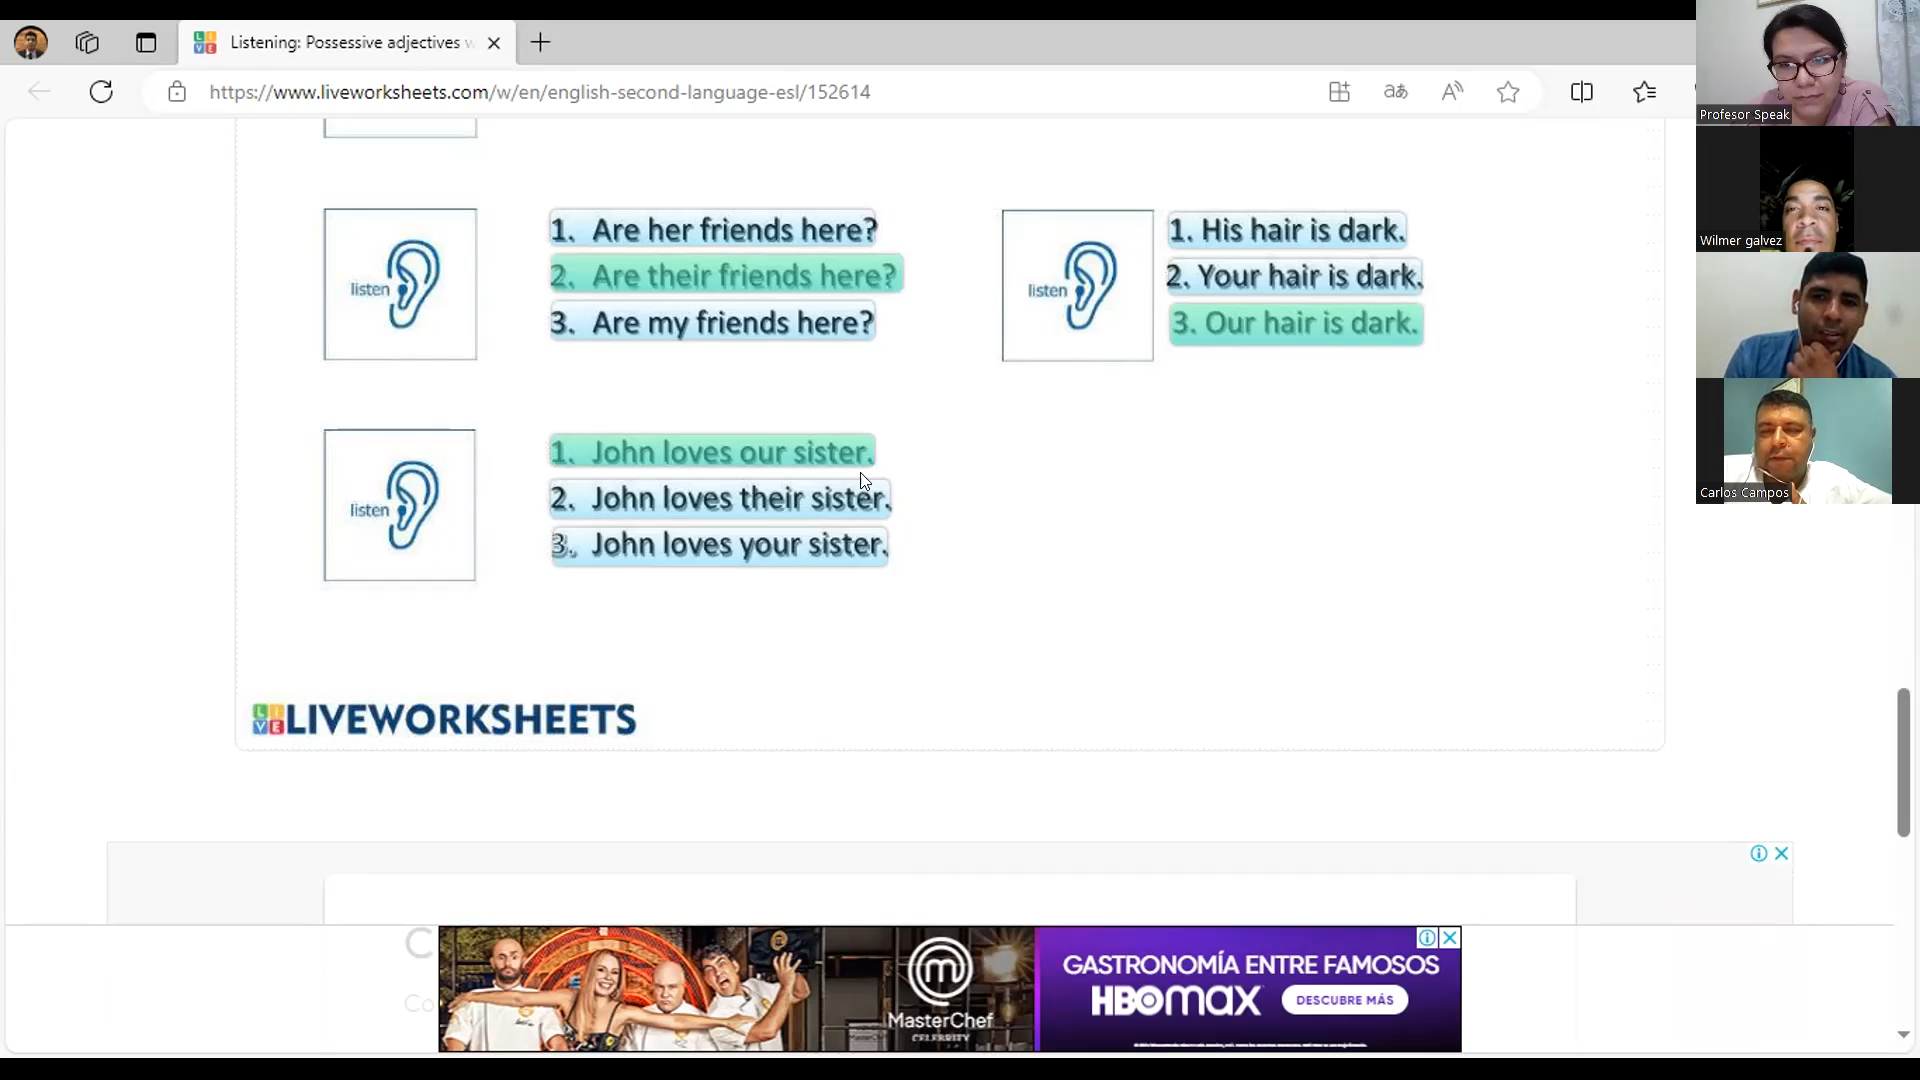 Listening: Possessive adjectives w
https://www.liveworksheets.com/w/en/english-second-language-esl/152614
Profesor Speak
Wilmer galvez
Carlos Campos
listen
1. Are her friends here?
2. Are their friends here?
3. Are my friends here?
listen
1. His hair is dark.
2. Your hair is dark.
3. Our hair is dark.
listen
1. John loves our sister.
2. John loves their sister.
3. John loves your sister.
LIVE LIVEWORKSHEETS
C
Co
MasterChef
CELEBRITY
GASTRONOMÍA ENTRE FAMOSOS
HBOmax
DESCUBRE MÁS